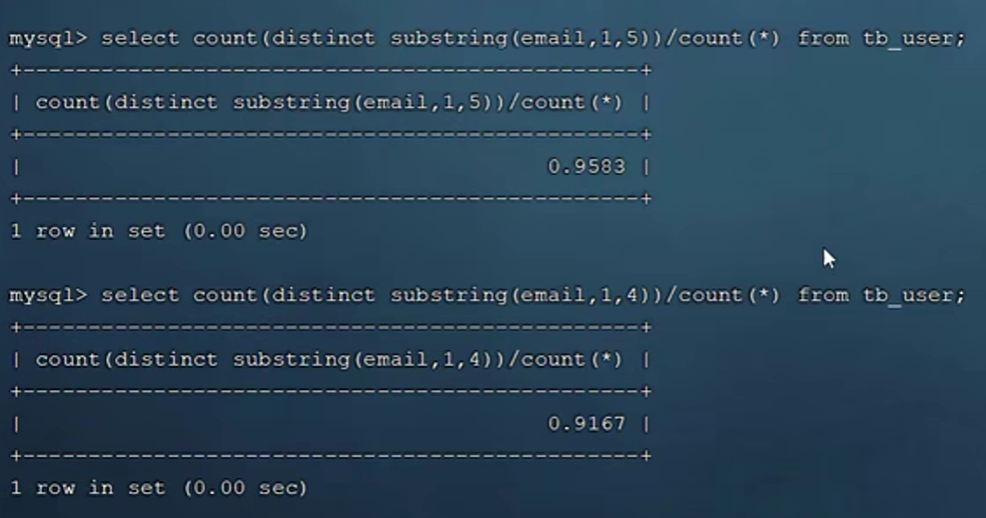 mysql> select count(distinct substring(email,1,5))/count(*) from tb_user;
+------------------------------------------------+
| count(distinct substring(email,1,5))/count(*) |
+------------------------------------------------+
| 0.9583 |
+------------------------------------------------+
1 row in set (0.00 sec)
mysql> select count(distinct substring(email,1,4))/count(*) from tb_user;
+------------------------------------------------+
| count(distinct substring(email,1,4))/count(*) |
+------------------------------------------------+
| 0.9167 |
+------------------------------------------------+
1 row in set (0.00 sec)